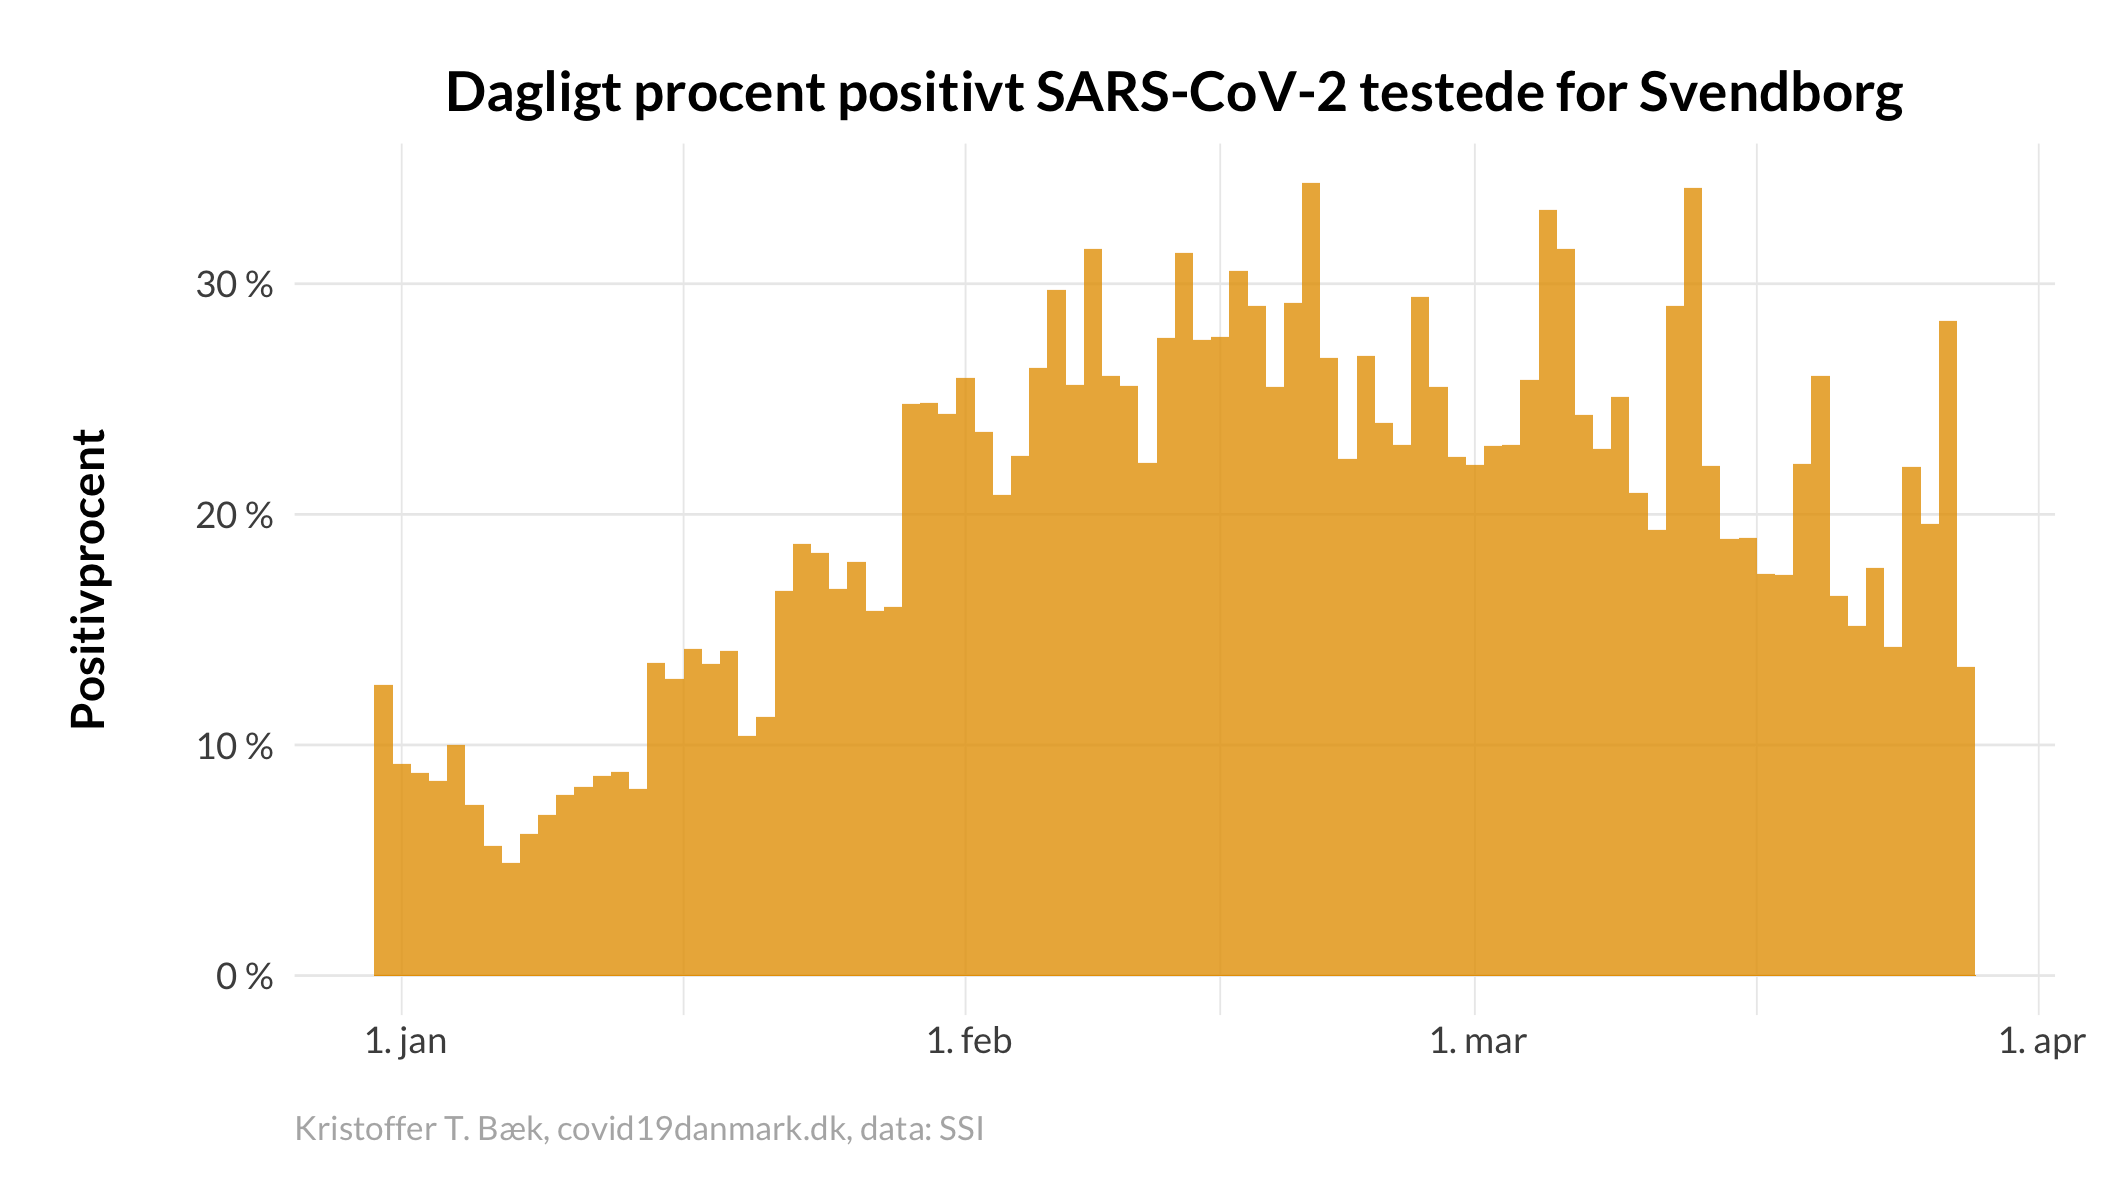 Dagligt procent positivt SARS-CoV-2 testede for Svendborg
Positivprocent
30 %
20 %
10 %
0 %
1. jan
1. feb
1. mar
1. apr
Kristoffer T. Bæk, covid19danmark.dk, data: SSI